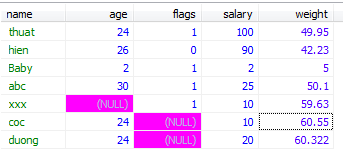 name age flags salary weight
thuat 24 1 100 49.95
hien 26 0 90 42.23
Baby 2 1 2 5
abc 30 1 25 50.1
xxx (NULL) 1 10 59.63
coc 24 (NULL) 10 60.55
duong 24 (NULL) 20 60.322